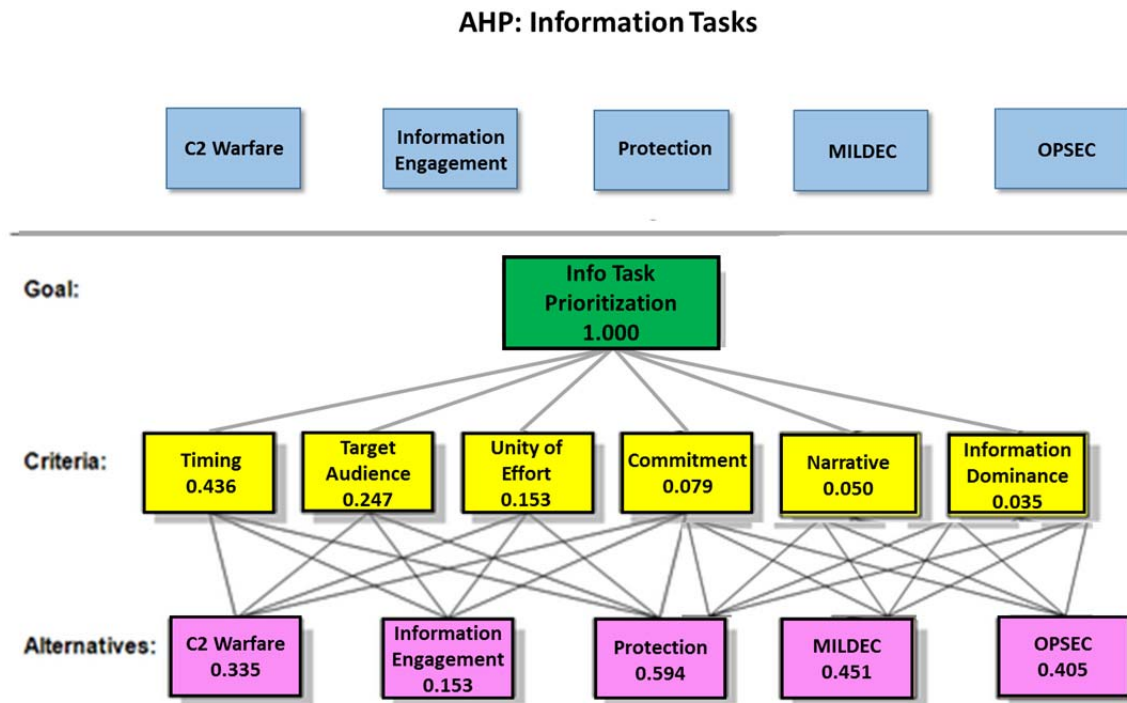 AHP: Information Tasks
C2 Warfare
Information
Engagement
Protection
MILDEC
OPSEC
Goal:
Info Task
Prioritization
1.000
Criteria:
Timing
0.436
Target
Audience
0.247
Unity of
Effort
0.153
Commitment
0.079
Narrative
0.050
Information
Dominance
0.035
Alternatives:
C2 Warfare
0.335
Information
Engagement
0.153
Protection
0.594
MILDEC
0.451
OPSEC
0.405